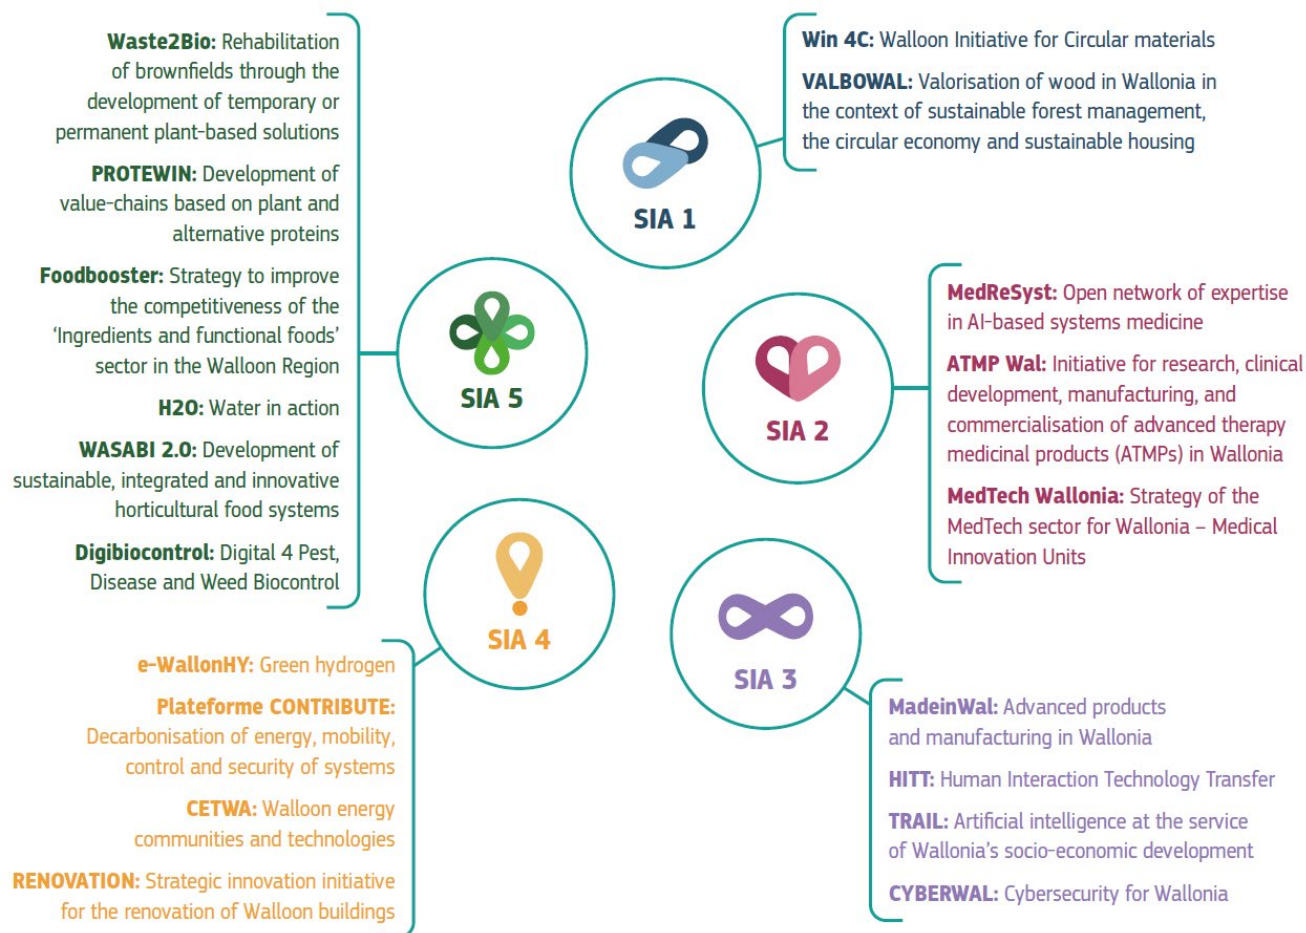 SIA 1
Win 4C: Walloon Initiative for Circular materials
VALBOWAL: Valorisation of wood in Wallonia in
the context of sustainable forest management,
the circular economy and sustainable housing
SIA 2
MedReSyst: Open network of expertise
in AI-based systems medicine
ATMP Wal: Initiative for research, clinical
development, manufacturing, and
commercialisation of advanced therapy
medicinal products (ATMPs) in Wallonia
MedTech Wallonia: Strategy of the
MedTech sector for Wallonia – Medical
Innovation Units
SIA 3
MadeinWal: Advanced products
and manufacturing in Wallonia
HITT: Human Interaction Technology Transfer
TRAIL: Artificial intelligence at the service
of Wallonia's socio-economic development
CYBERWAL: Cybersecurity for Wallonia
SIA 4
e-WallonHY: Green hydrogen
Plateforme CONTRIBUTE:
Decarbonisation of energy, mobility,
control and security of systems
CETWA: Walloon energy
communities and technologies
RENOVATION: Strategic innovation initiative
for the renovation of Walloon buildings
SIA 5
Waste2Bio: Rehabilitation
of brownfields through the
development of temporary or
permanent plant-based solutions
PROTEWIN: Development of
value-chains based on plant and
alternative proteins
Foodbooster: Strategy to improve
the competitiveness of the
‘Ingredients and functional foods’
sector in the Walloon Region
H2O: Water in action
WASABI 2.0: Development of
sustainable, integrated and innovative
horticultural food systems
Digibiocontrol: Digital 4 Pest,
Disease and Weed Biocontrol